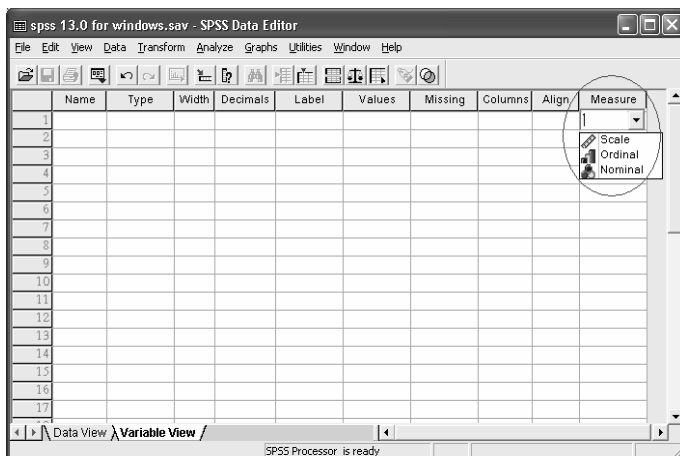 spss 13.0 for windows.sav - SPSS Data Editor
File Edit View Data Transform Analyze Graphs Utilities Window Help
Name Type Width Decimals Label Values Missing Columns Align Measure
1 1
Scale
2
Ordinal
3
Nominal
4
5
6
7
8
9
10
11
12
13
14
15
16
17
Data View Variable View
SPSS Processor is ready